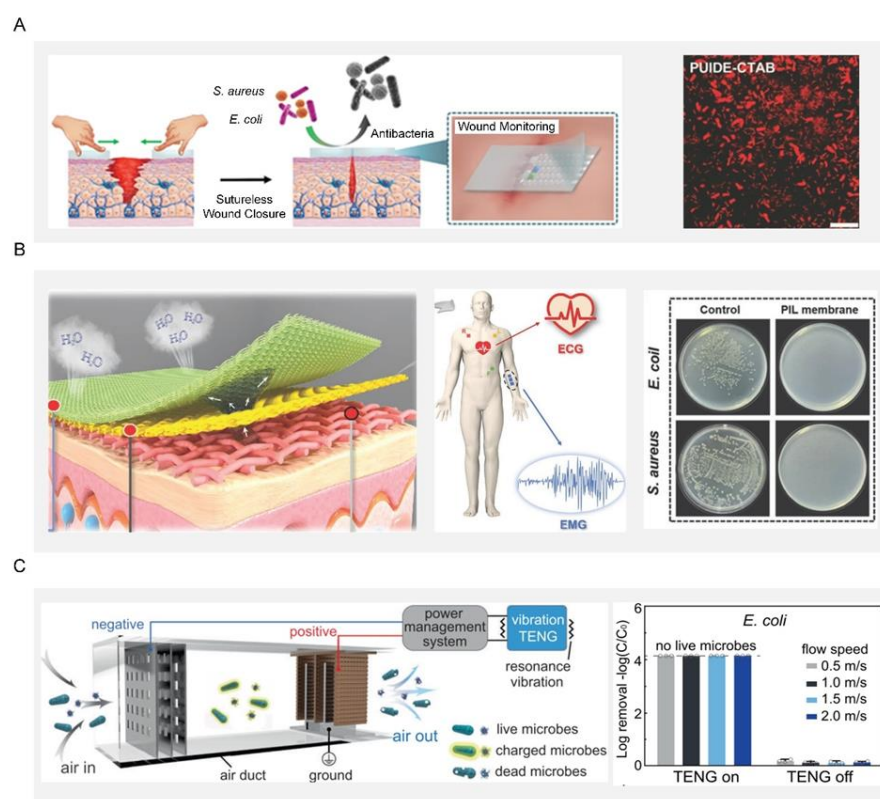 A
S. aureus
E. coli
Antibacteria
Sutureless
Wound Closure
Wound Monitoring
PUIDE-CTAB
B
H₂O
H₂O
H₂O
H₂O
H₂O
ECG
EMG
Control
PIL membrane
E. coil
S. aureus
C
negative
positive
power
management
system
vibration
TENG
resonance
vibration
air in
air duct
ground
air out
live microbes
charged microbes
dead microbes
Log removal -log(C/C₀)
6
4
2
0
E. coli
no live microbes
flow speed
0.5 m/s
1.0 m/s
1.5 m/s
2.0 m/s
TENG on
TENG off